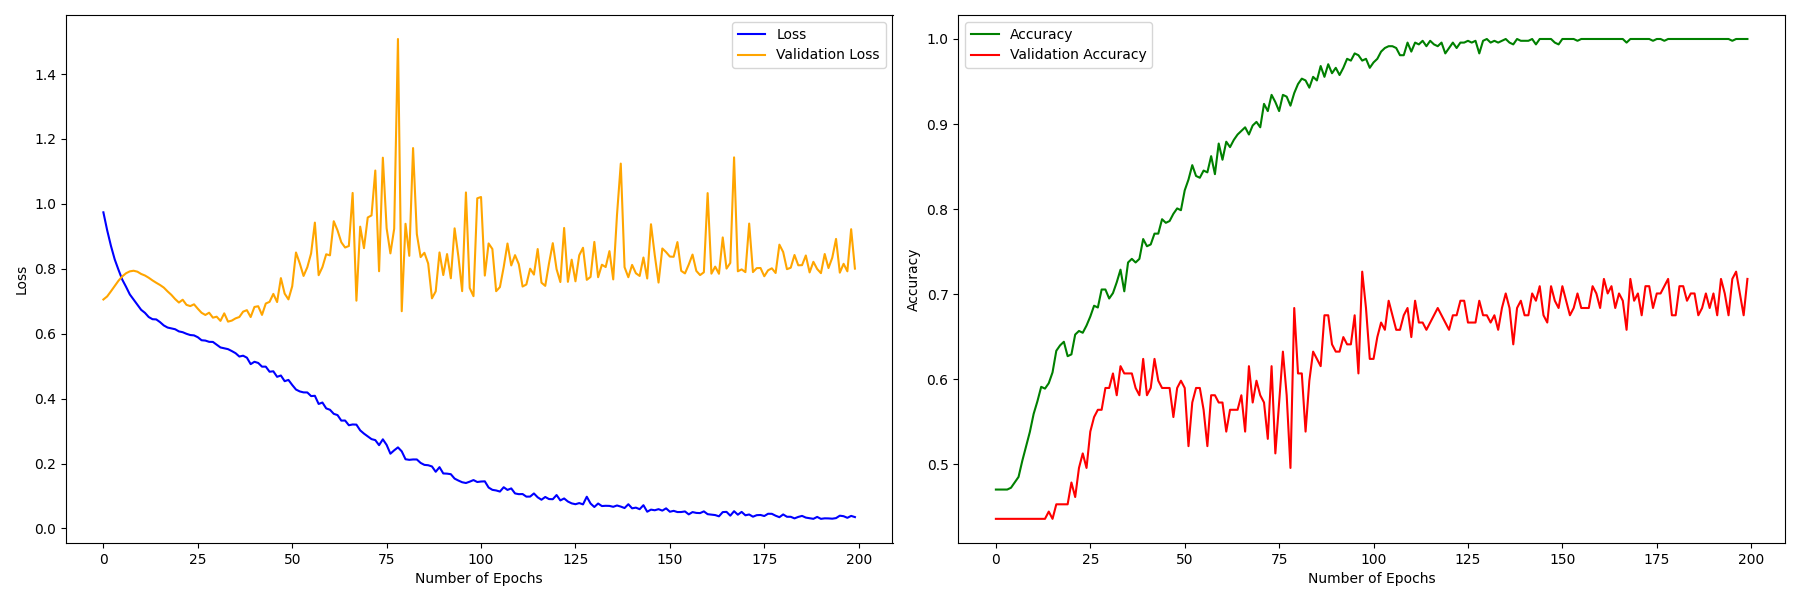 Loss
Validation Loss
1.4
1.2
1.0
0.8
0.6
0.4
0.2
0.0
Loss
0 25 50 75 100 125 150 175 200
Number of Epochs
Accuracy
Validation Accuracy
1.0
0.9
0.8
0.7
0.6
0.5
Accuracy
0 25 50 75 100 125 150 175 200
Number of Epochs